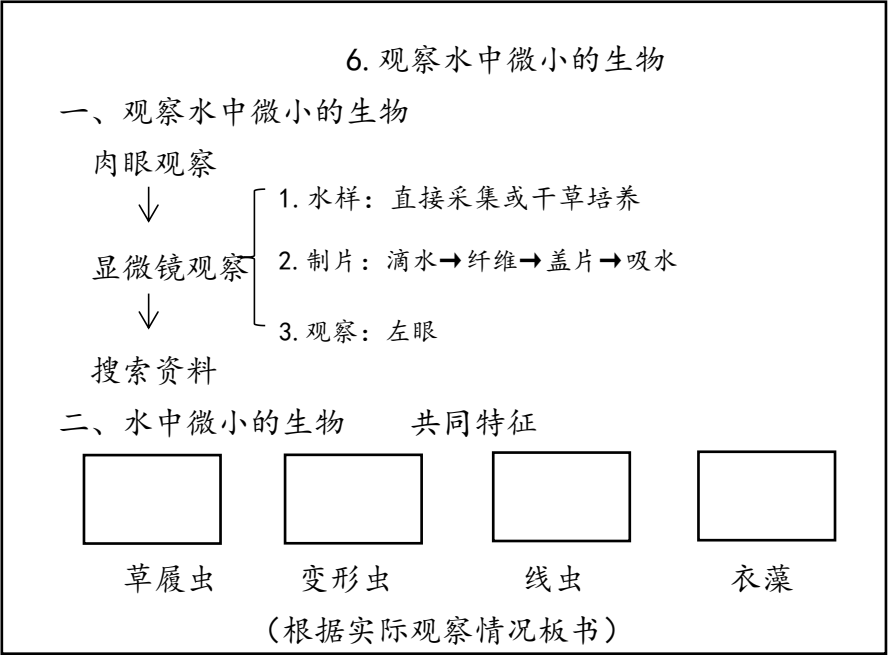 6.观察水中微小的生物
一、观察水中微小的生物
肉眼观察
↓
1.水样：直接采集或干草培养
显微镜观察
2.制片：滴水→纤维→盖片→吸水
↓
3.观察：左眼
搜索资料
二、水中微小的生物 共同特征
草履虫 变形虫 线虫 衣藻
（根据实际观察情况板书）